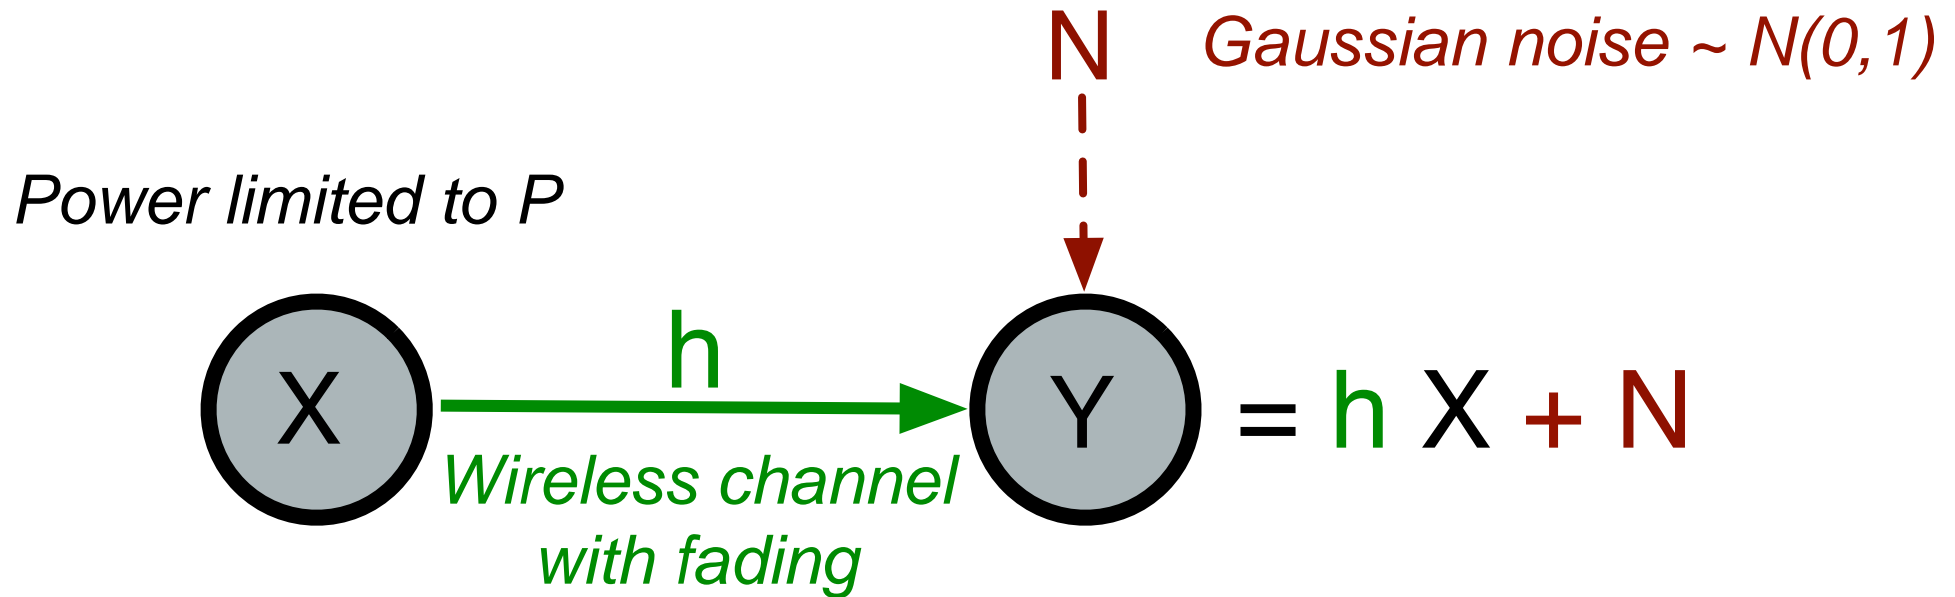 N Gaussian noise ~ N(0,1)
Power limited to P
h
X Y = h X + N
Wireless channel
with fading